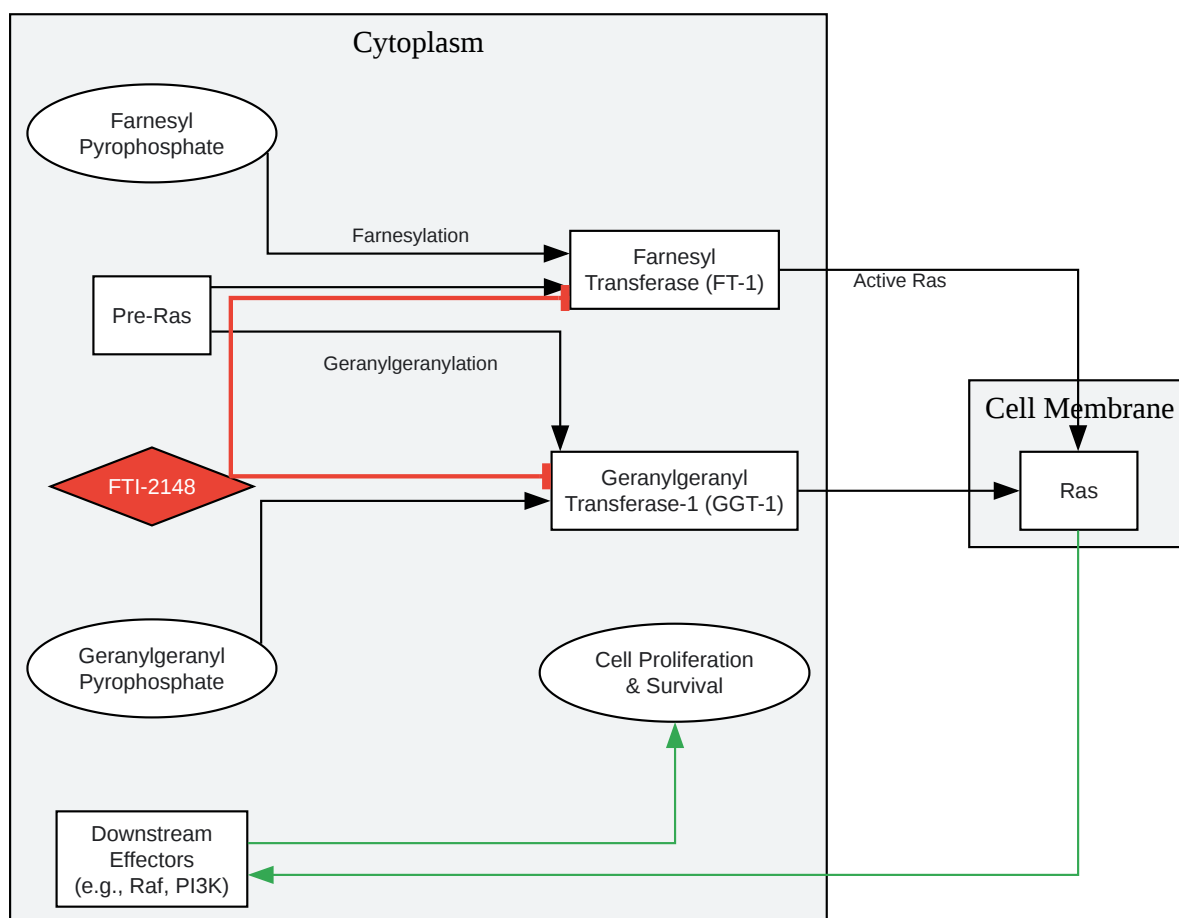 Cytoplasm
Farnesyl
Pyrophosphate
Farnesylation
Farnesyl
Transferase (FT-1)
Active Ras
Pre-Ras
Geranylgeranylation
Cell Membrane
FTI-2148
Geranylgeranyl
Transferase-1 (GGT-1)
Ras
Geranylgeranyl
Pyrophosphate
Cell Proliferation
& Survival
Downstream
Effectors
(e.g., Raf, PI3K)